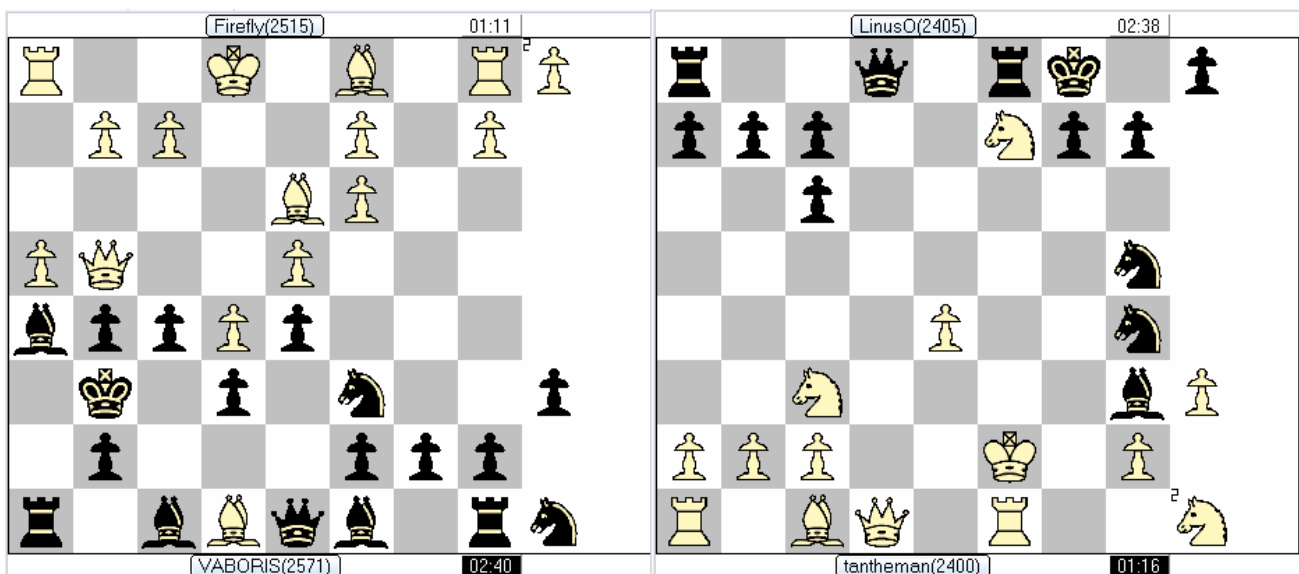 Firefly(2515) 01:11
LinusO(2405) 02:38
2
2
VABORIS(2571) 02:40
tantheman(2400) 01:16